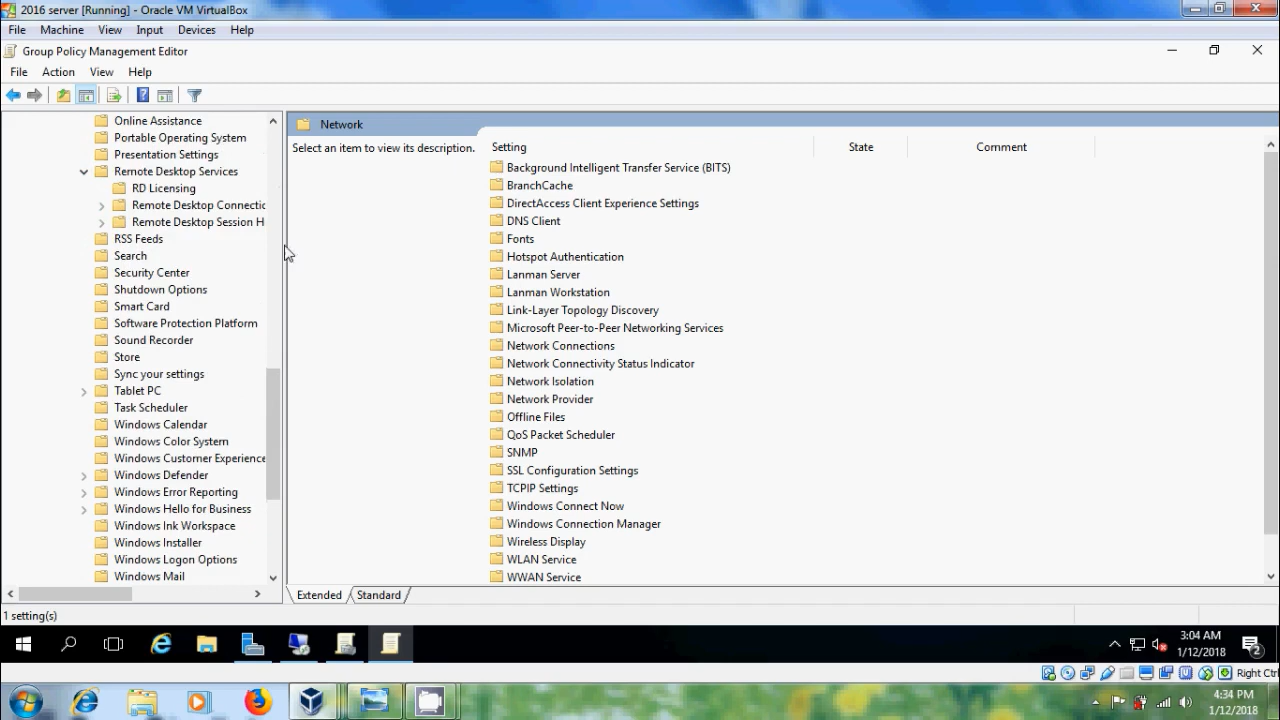 2016 server [Running] - Oracle VM VirtualBox
File Machine View Input Devices Help
Group Policy Management Editor
File Action View Help
Online Assistance
Portable Operating System
Presentation Settings
Remote Desktop Services
RD Licensing
Remote Desktop Connectic
Remote Desktop Session H
RSS Feeds
Search
Security Center
Shutdown Options
Smart Card
Software Protection Platform
Sound Recorder
Store
Sync your settings
Tablet PC
Task Scheduler
Windows Calendar
Windows Color System
Windows Customer Experience
Windows Defender
Windows Error Reporting
Windows Hello for Business
Windows Ink Workspace
Windows Installer
Windows Logon Options
Windows Mail
Network
Select an item to view its description.
Setting State Comment
Background Intelligent Transfer Service (BITS)
BranchCache
DirectAccess Client Experience Settings
DNS Client
Fonts
Hotspot Authentication
Lanman Server
Lanman Workstation
Link-Layer Topology Discovery
Microsoft Peer-to-Peer Networking Services
Network Connections
Network Connectivity Status Indicator
Network Isolation
Network Provider
Offline Files
QoS Packet Scheduler
SNMP
SSL Configuration Settings
TCPIP Settings
Windows Connect Now
Windows Connection Manager
Wireless Display
WLAN Service
WWAN Service
Extended Standard
1 setting(s)
3:04 AM
1/12/2018
2
Right Ctrl
4:34 PM
1/12/2018